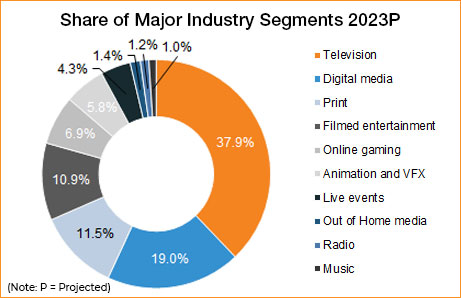 Share of Major Industry Segments 2023P
1.2%
1.0%
1.4%
4.3%
5.8%
6.9%
10.9%
11.5%
19.0%
37.9%
Television
Digital media
Print
Filmed entertainment
Online gaming
Animation and VFX
Live events
Out of Home media
Radio
Music
(Note: P = Projected)